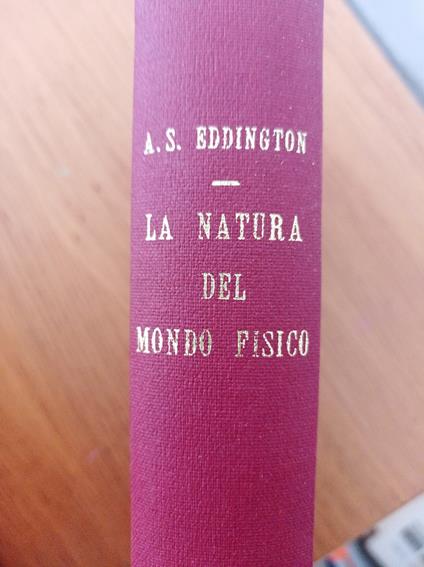 A. S. EDDINGTON
LA NATURA
DEL
MONDO FISICO